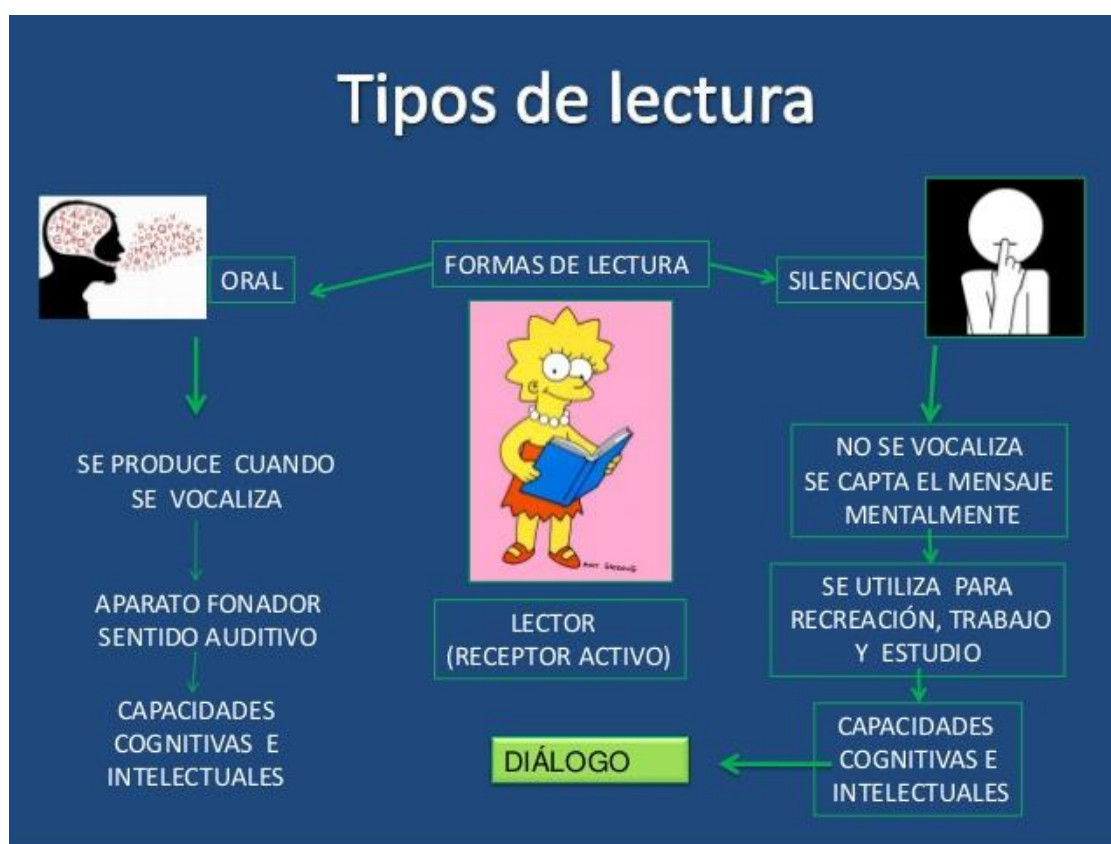 Tipos de lectura
FORMAS DE LECTURA
ORAL
SILENCIOSA
SE PRODUCE CUANDO
SE VOCALIZA
APARATO FONADOR
SENTIDO AUDITIVO
CAPACIDADES
COGNITIVAS E
INTELECTUALES
LECTOR
(RECEPTOR ACTIVO)
NO SE VOCALIZA
SE CAPTA EL MENSAJE
MENTALMENTE
SE UTILIZA PARA
RECREACIÓN, TRABAJO
Y ESTUDIO
CAPACIDADES
COGNITIVAS E
INTELECTUALES
DIÁLOGO